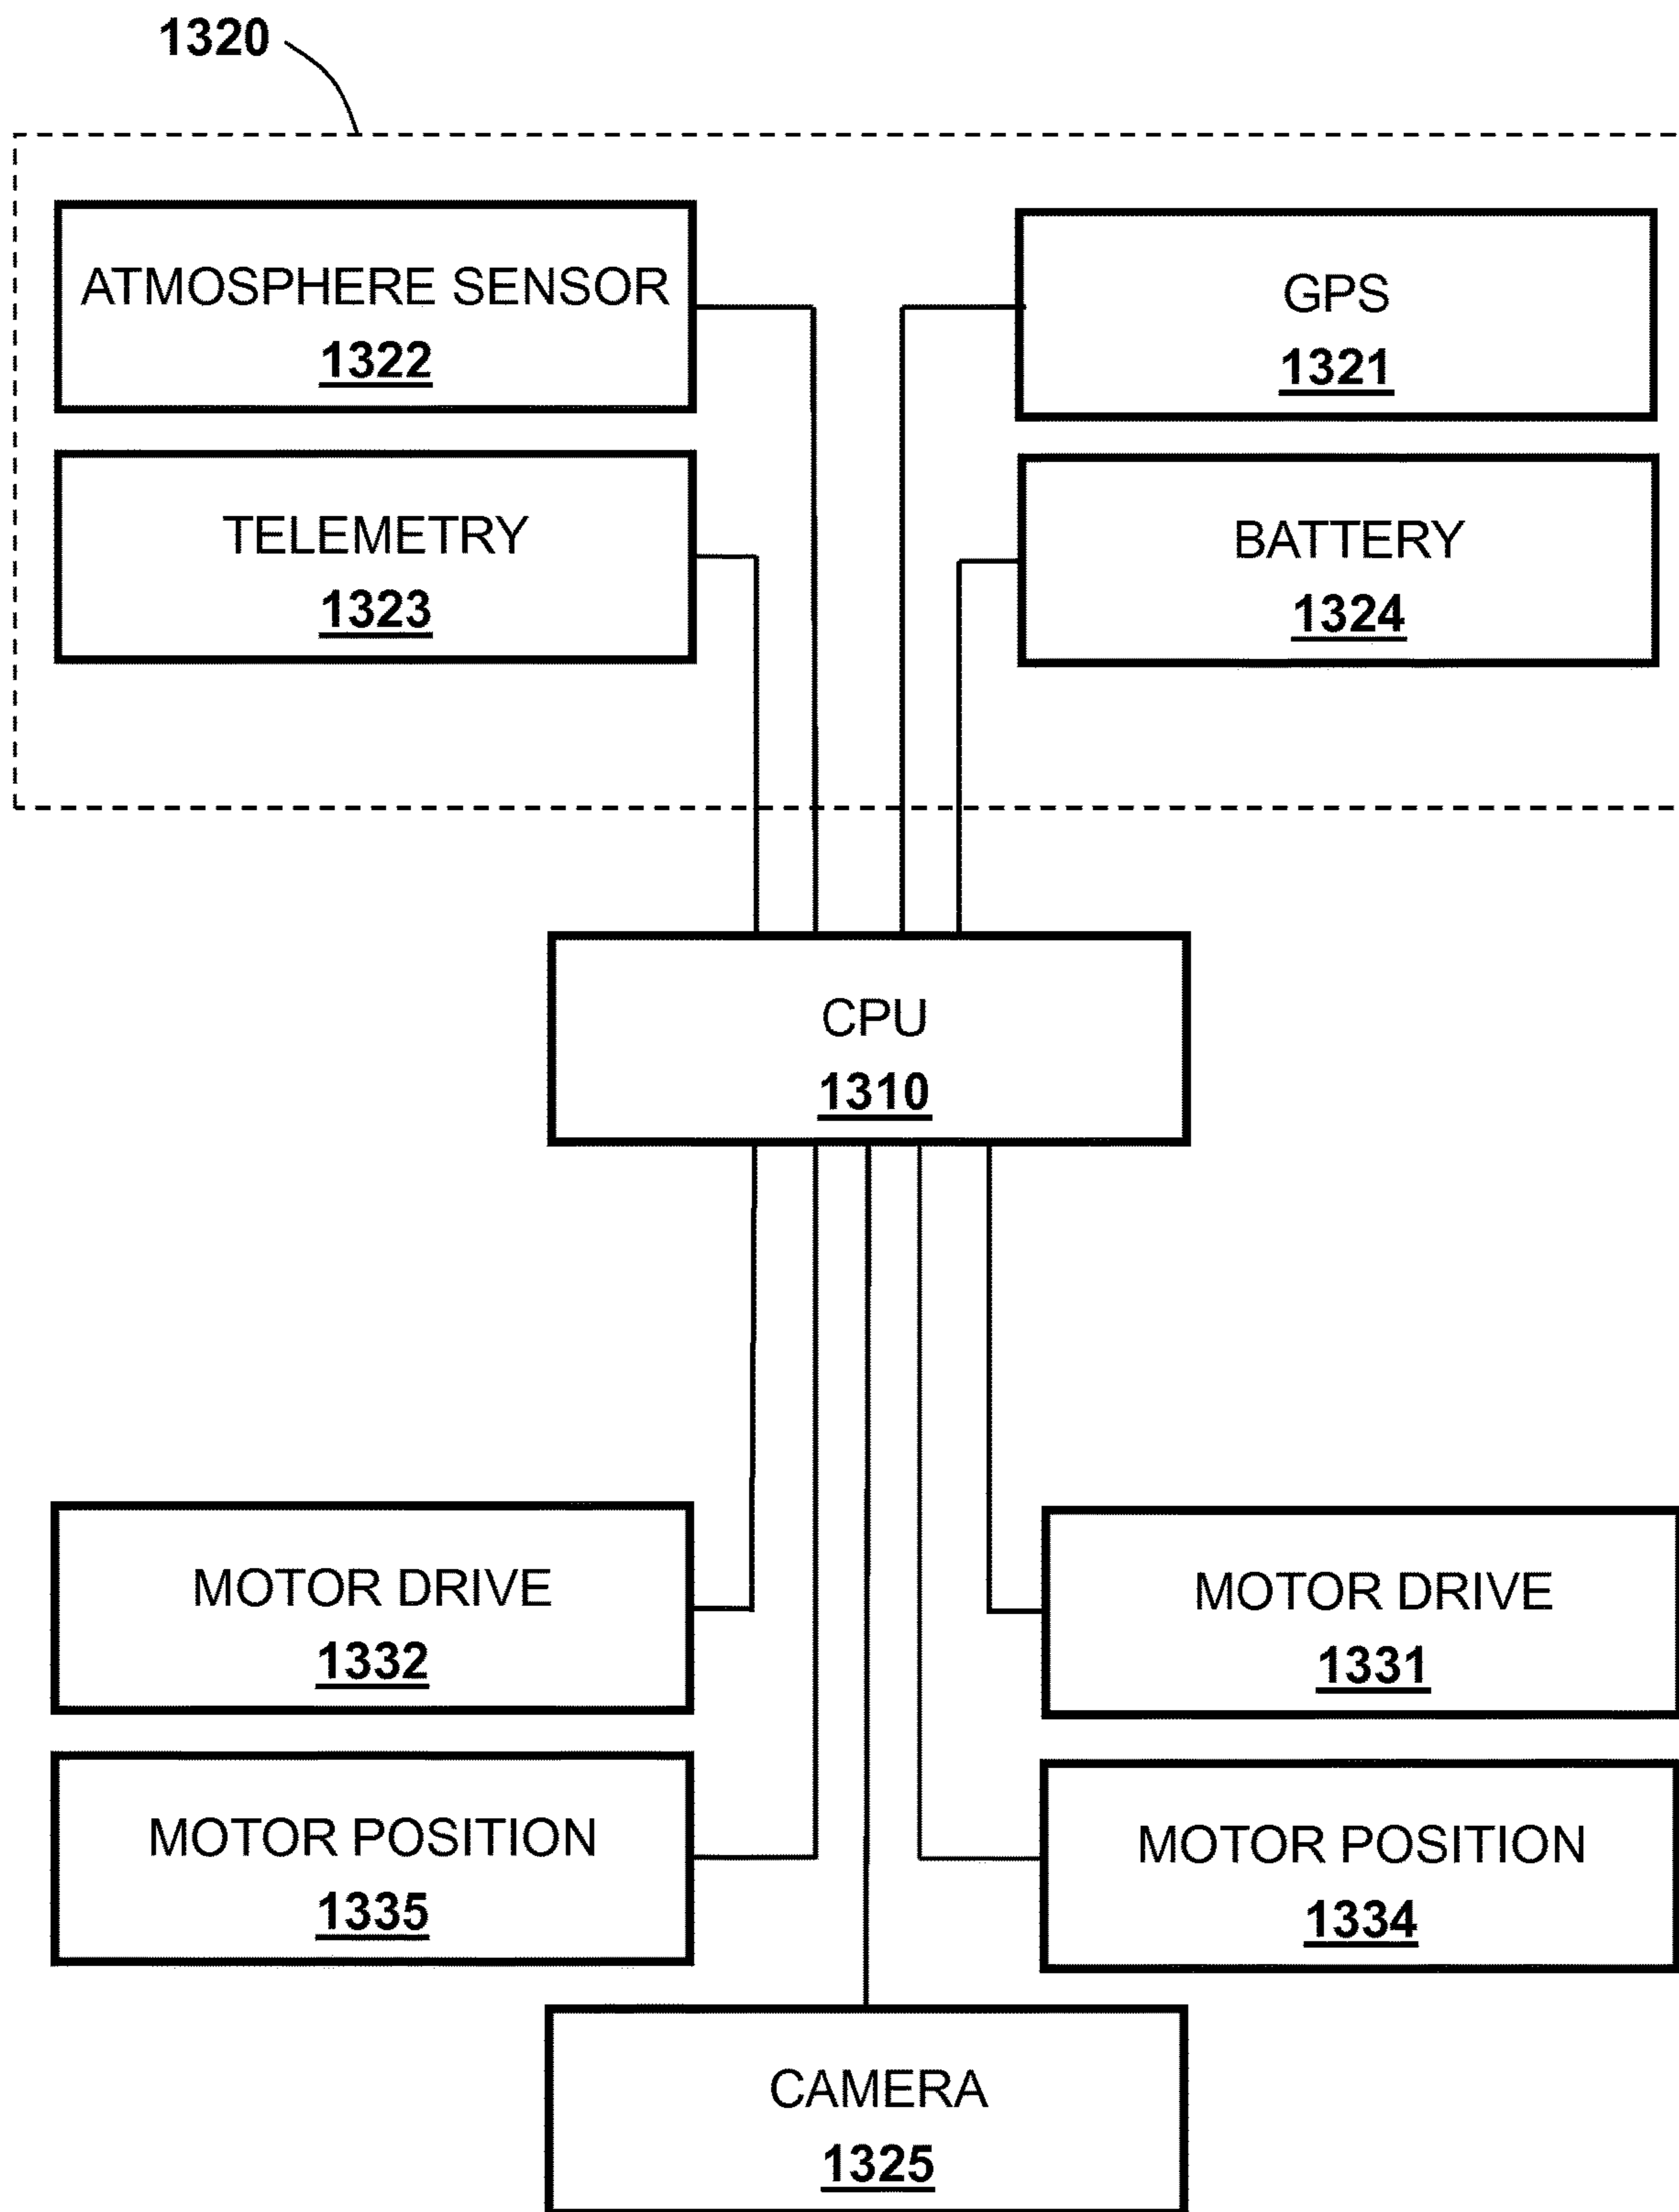 1320
ATMOSPHERE SENSOR
1322
GPS
1321
TELEMETRY
1323
BATTERY
1324
CPU
1310
MOTOR DRIVE
1332
MOTOR DRIVE
1331
MOTOR POSITION
1335
MOTOR POSITION
1334
CAMERA
1325